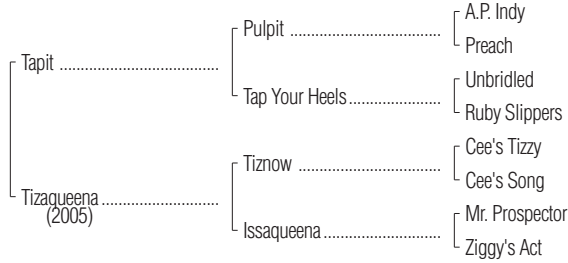 A.P. Indy
Pulpit ................................
Preach
Tapit ..................................................
Unbridled
Tap Your Heels............................
Ruby Slippers
Cee's Tizzy
Tiznow ............................................
Cee's Song
Tizaqueena.....................................
(2005)
Mr. Prospector
Issaqueena....................................
Ziggy's Act